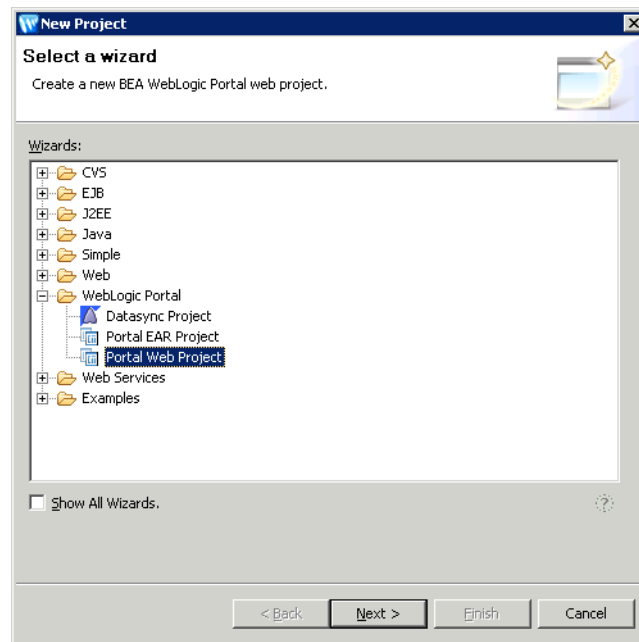 New Project
Select a wizard
Create a new BEA WebLogic Portal web project.
Wizards:
CVS
EJB
J2EE
Java
Simple
Web
WebLogic Portal
Datasync Project
Portal EAR Project
Portal Web Project
Web Services
Examples
Show All Wizards.
< Back Next > Finish Cancel